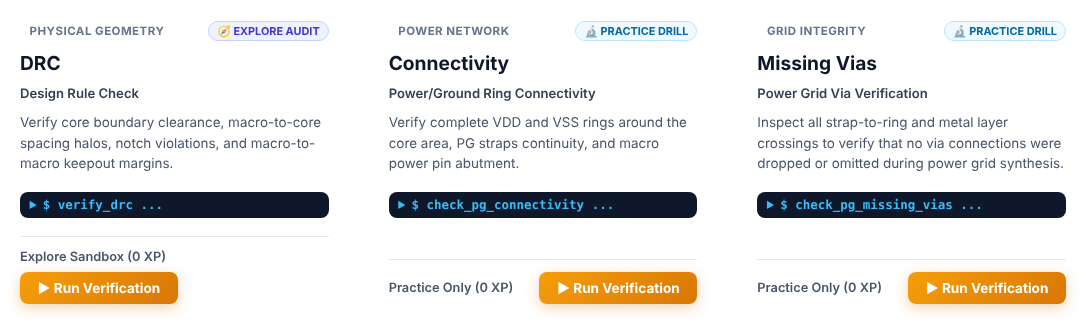 PHYSICAL GEOMETRY
🧭 EXPLORE AUDIT
DRC
Design Rule Check
Verify core boundary clearance, macro-to-core
spacing halos, notch violations, and macro-to-
macro keepout margins.
▶ $ verify_drc ...
Explore Sandbox (0 XP)
▶ Run Verification
POWER NETWORK
🔬 PRACTICE DRILL
Connectivity
Power/Ground Ring Connectivity
Verify complete VDD and VSS rings around the
core area, PG straps continuity, and macro
power pin abutment.
▶ $ check_pg_connectivity ...
Practice Only (0 XP)
▶ Run Verification
GRID INTEGRITY
🔬 PRACTICE DRILL
Missing Vias
Power Grid Via Verification
Inspect all strap-to-ring and metal layer
crossings to verify that no via connections were
dropped or omitted during power grid synthesis.
▶ $ check_pg_missing_vias ...
Practice Only (0 XP)
▶ Run Verification